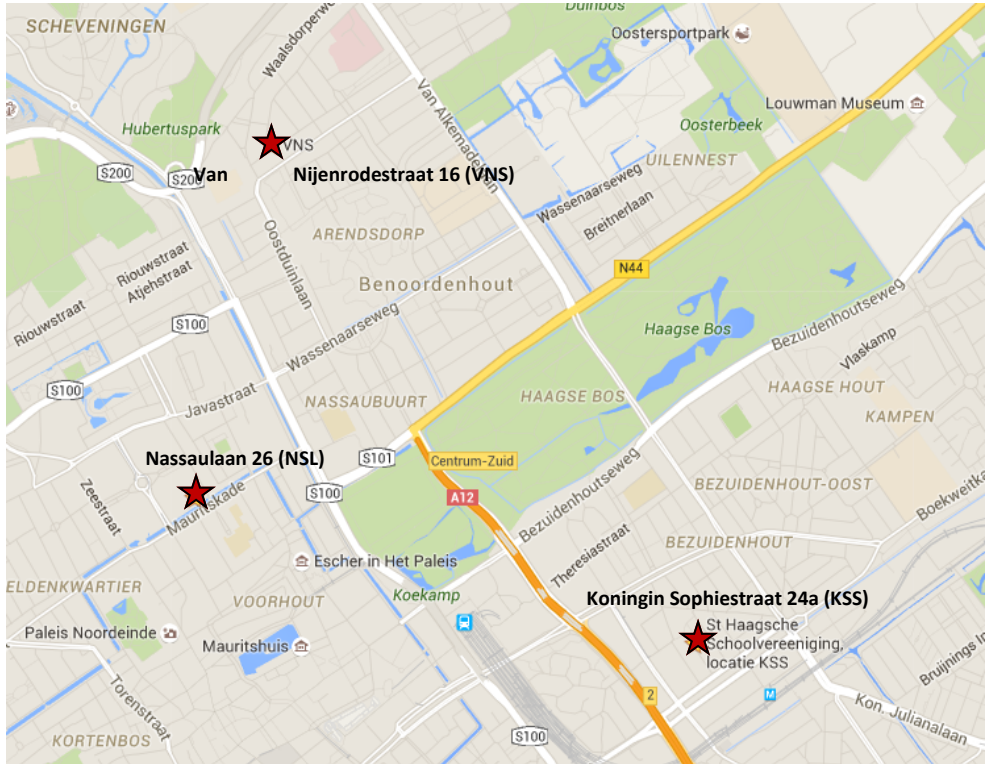 SCHEVENINGEN
Duinbos
Oostersportpark
Waalsdorperweg
Van Alkemadelaan
Louwman Museum
Hubertuspark
Oosterbeek
VNS
UILENNEST
S200
S200
Van Nijenrodestraat 16 (VNS)
Wassenaarseweg
Breitnerlaan
ARENDSDORP
Oostduinlaan
Riouwstraat
Atjehstraat
N44
Benoordenhout
Riouwstraat
S100
Haagse Bos
Bezuidenhoutseweg
Wassenaarseweg
Vlaskamp
S100
Javastraat
NASSAUBUURT
HAAGSE BOS
HAAGSE HOUT
KAMPEN
Nassaulaan 26 (NSL)
S101
Centrum-Zuid
Zeestraat
Mauritskade
S100
A12
Bezuidenhoutseweg
BEZUIDENHOUT-OOST
Boekweitka
Escher in Het Paleis
Theresiastraat
BEZUIDENHOUT
ELDENKWARTIER
VOORHOUT
Koekamp
Koningin Sophiestraat 24a (KSS)
Paleis Noordeinde
Mauritshuis
St Haagsche
Schoolvereeniging,
locatie KSS
Bruijnings In
Torenstraat
2
M
Kon. Julianalaan
KORTENBOS
S100